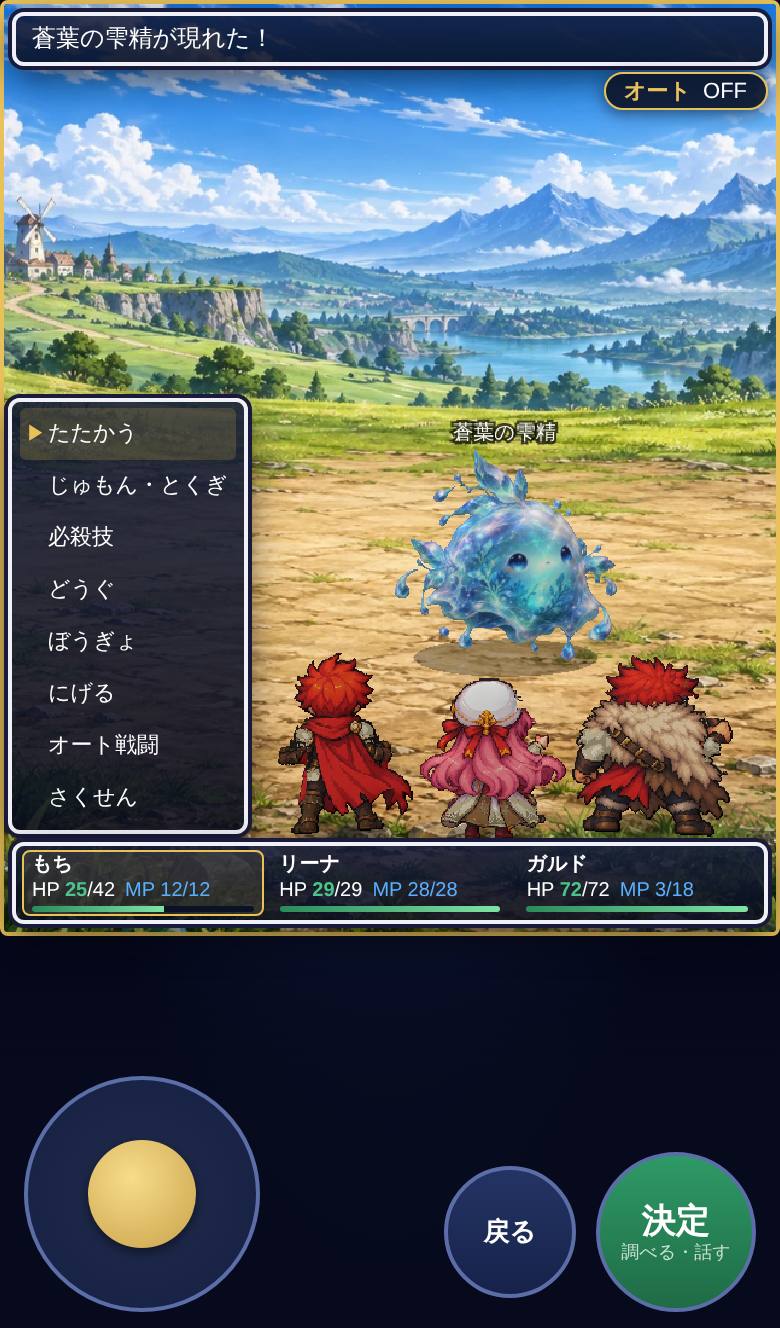 蒼葉の雫精が現れた！
オート OFF
蒼葉の雫精
▶たたかう
じゅもん・とくぎ
必殺技
どうぐ
ぼうぎょ
にげる
オート戦闘
さくせん
もち
HP 25/42 MP 12/12
リーナ
HP 29/29 MP 28/28
ガルド
HP 72/72 MP 3/18
戻る
決定
調べる・話す